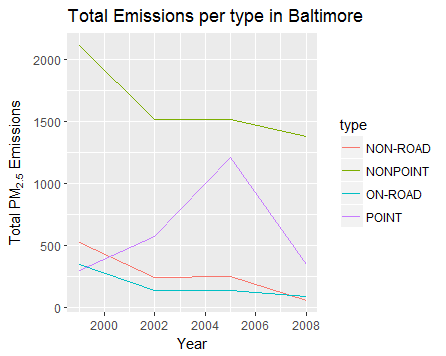 Total Emissions per type in Baltimore
Total PM2.5 Emissions
2000
1500
1000
500
0
2000 2002 2004 2006 2008
Year
type
NON-ROAD
NONPOINT
ON-ROAD
POINT